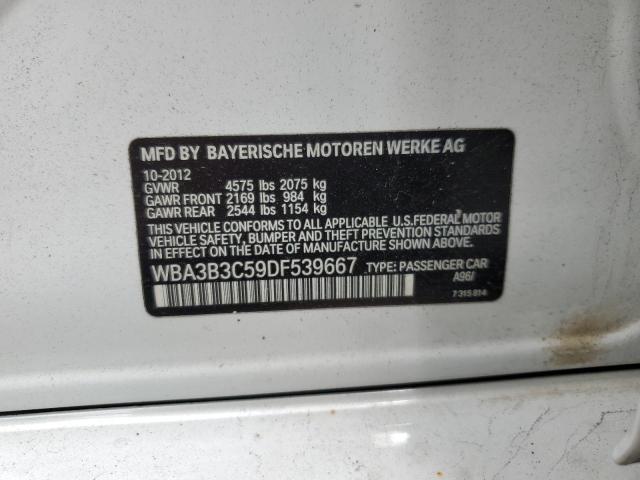 MFD BY BAYERISCHE MOTOREN WERKE AG
10-2012
GVWR 4575 lbs 2075 kg
GAWR FRONT 2169 lbs 984 kg
GAWR REAR 2544 lbs 1154 kg
THIS VEHICLE CONFORMS TO ALL APPLICABLE U.S.FEDERAL MOTOR
VEHICLE SAFETY, BUMPER AND THEFT PREVENTION STANDARDS
IN EFFECT ON THE DATE OF MANUFACTURE SHOWN ABOVE.
WBA3B3C59DF539667 TYPE: PASSENGER CAR
A96/
7 315 814